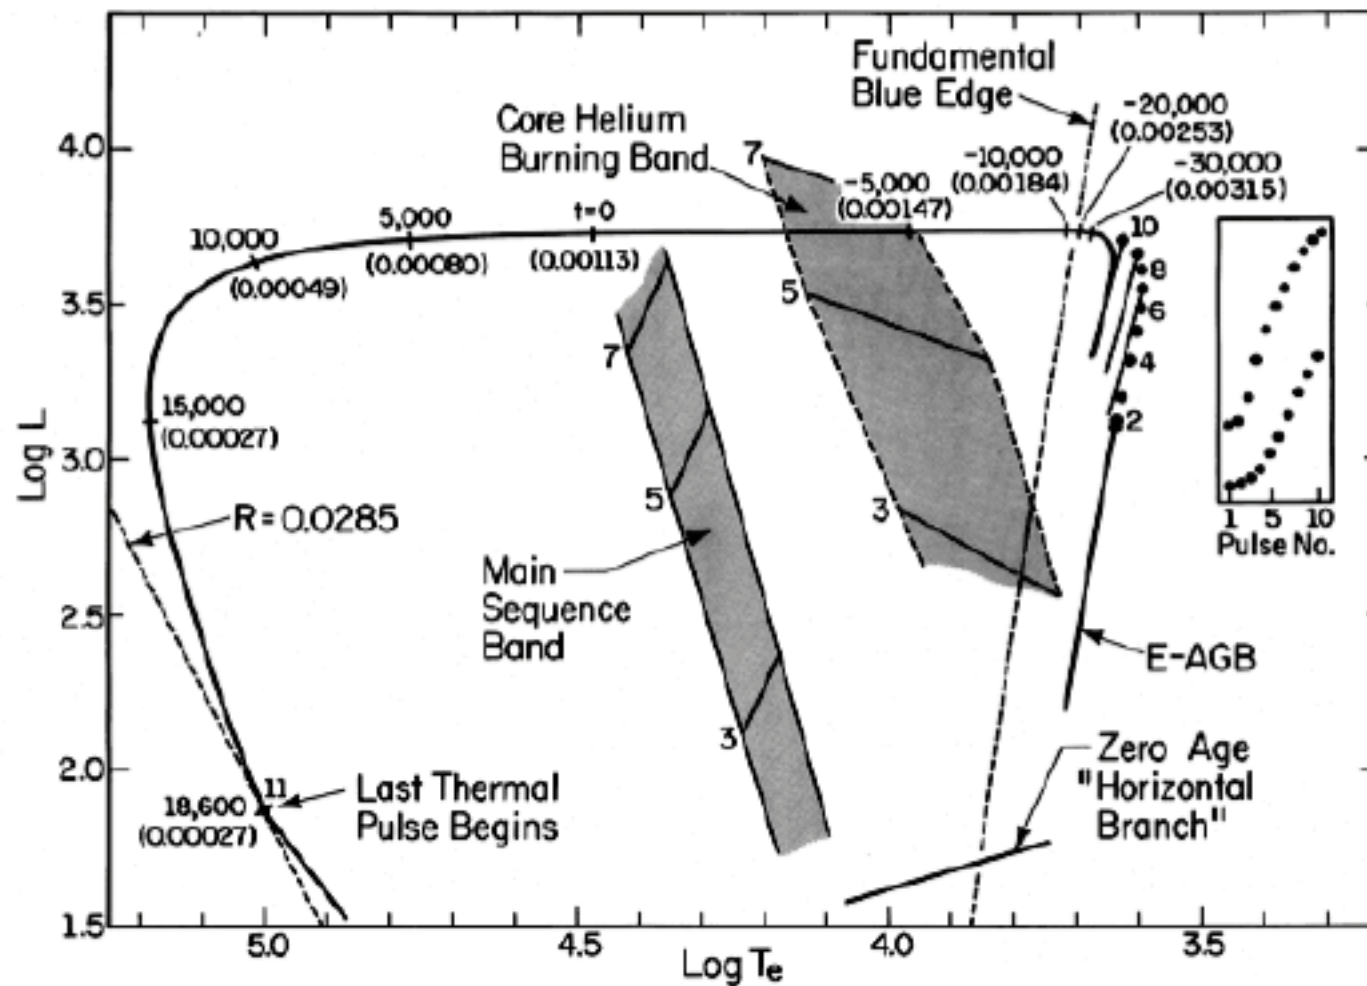 Fundamental
Blue Edge
-20,000
(0.00253)
Core Helium
Burning Band
4.0
7
-10,000
(0.00184)
-30,000
(0.00315)
-5,000
(0.00147)
10,000
(0.00049)
5,000
(0.00080)
t=0
(0.00113)
10
8
6
4
2
3.5
7
5
15,000
(0.00027)
Log L
3.0
5
3
1 5 10
Pulse No.
R=0.0285
Main
Sequence
Band
2.5
3
E-AGB
2.0
11
18,600
(0.00027)
Last Thermal
Pulse Begins
Zero Age
"Horizontal
Branch"
1.5
5.0
4.5
4.0
3.5
Log Te